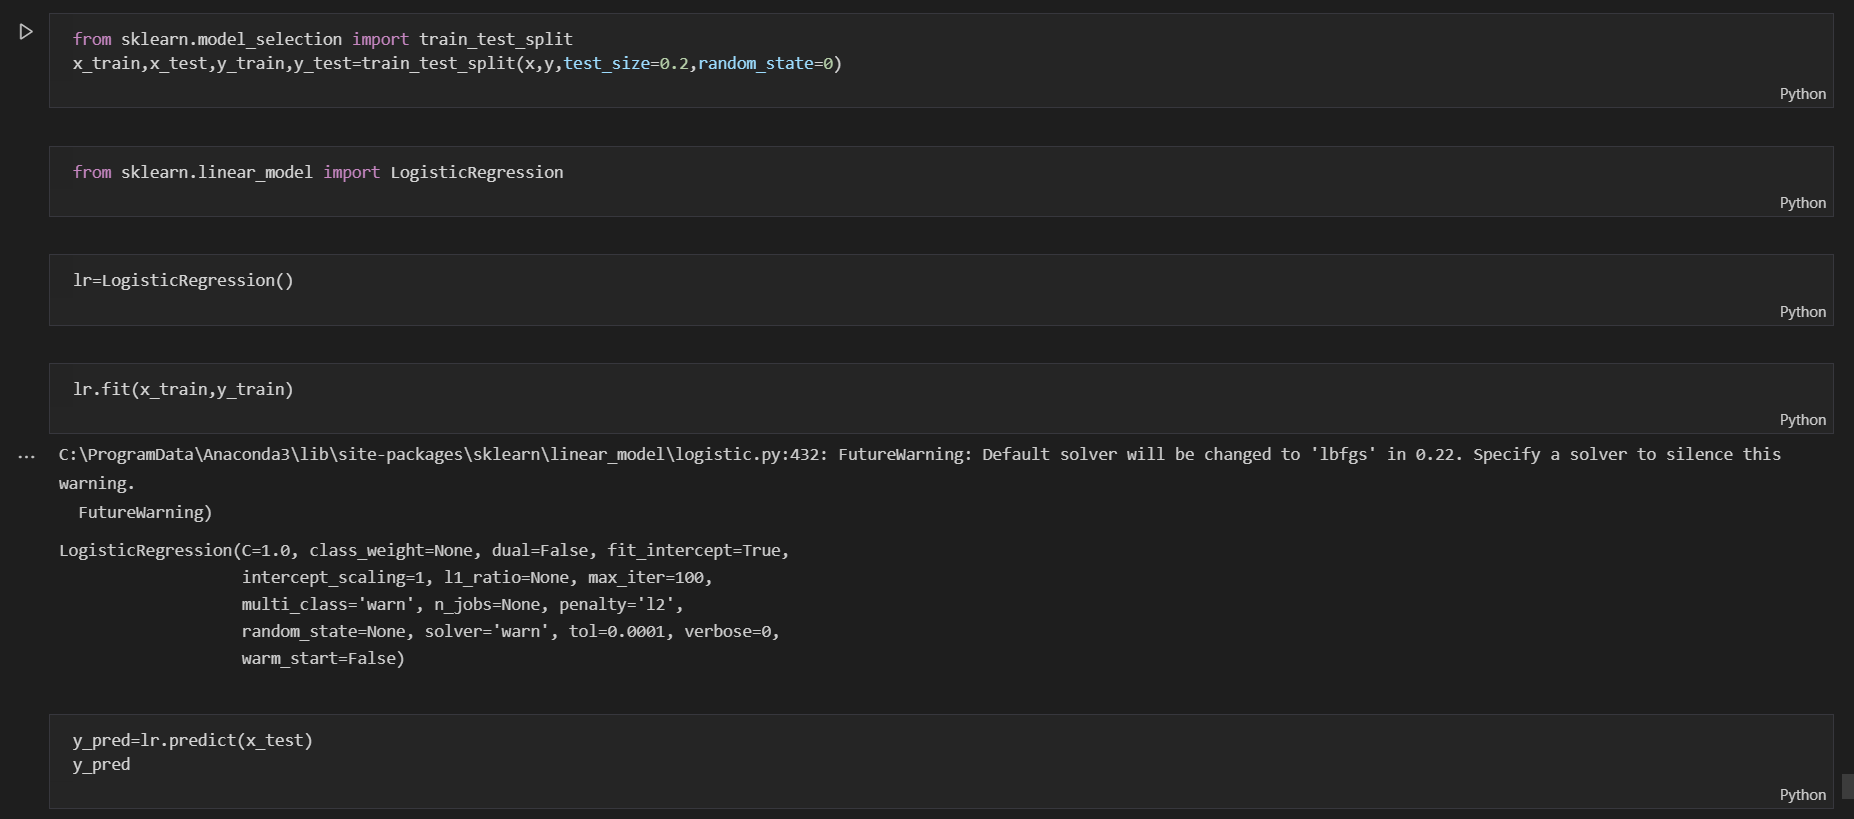 from sklearn.model_selection import train_test_split
x_train,x_test,y_train,y_test=train_test_split(x,y,test_size=0.2,random_state=0)
Python
from sklearn.linear_model import LogisticRegression
Python
lr=LogisticRegression()
Python
lr.fit(x_train,y_train)
Python
... C:\ProgramData\Anaconda3\lib\site-packages\sklearn\linear_model\logistic.py:432: FutureWarning: Default solver will be changed to 'lbfgs' in 0.22. Specify a solver to silence this
warning.
  FutureWarning)
LogisticRegression(C=1.0, class_weight=None, dual=False, fit_intercept=True,
                   intercept_scaling=1, l1_ratio=None, max_iter=100,
                   multi_class='warn', n_jobs=None, penalty='l2',
                   random_state=None, solver='warn', tol=0.0001, verbose=0,
                   warm_start=False)
y_pred=lr.predict(x_test)
y_pred
Python